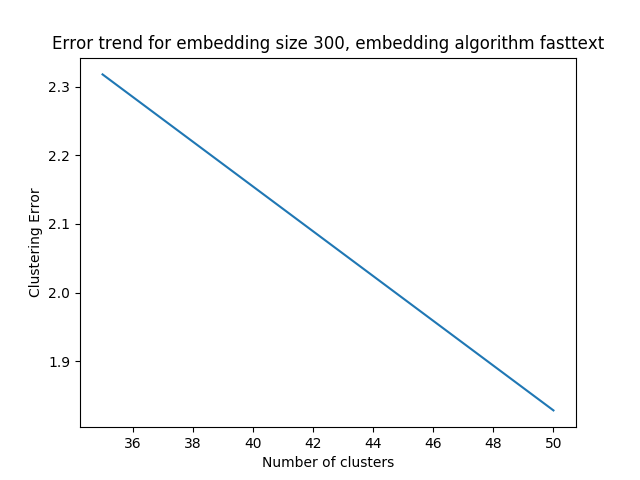 Error trend for embedding size 300, embedding algorithm fasttext
2.3
2.2
2.1
2.0
1.9
Clustering Error
36 38 40 42 44 46 48 50
Number of clusters